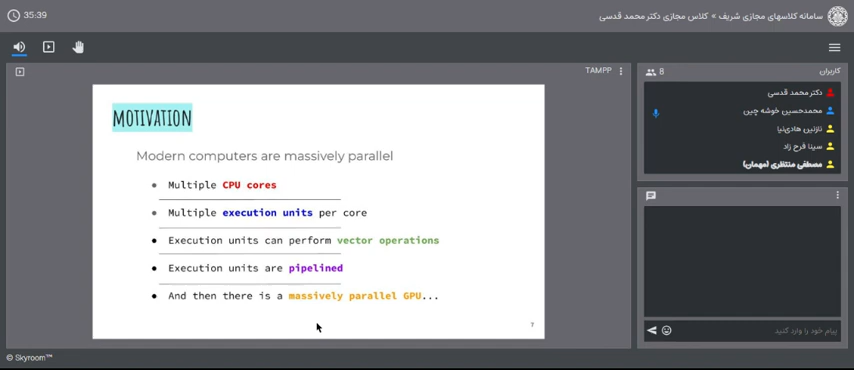 35:39
سامانه کلاسهای مجازی شریف » کلاس مجازی دکتر محمد قدسی
TAMPP
MOTIVATION
Modern computers are massively parallel
● Multiple CPU cores
● Multiple execution units per core
● Execution units can perform vector operations
● Execution units are pipelined
● And then there is a massively parallel GPU...
7
کاربران
8
دکتر محمد قدسی
محمدحسین خوشه چین
نازنین هادی‌نیا
سینا فرح زاد
مصطفی منتظری (مهمان)
پیام خود را وارد کنید
© Skyroom™